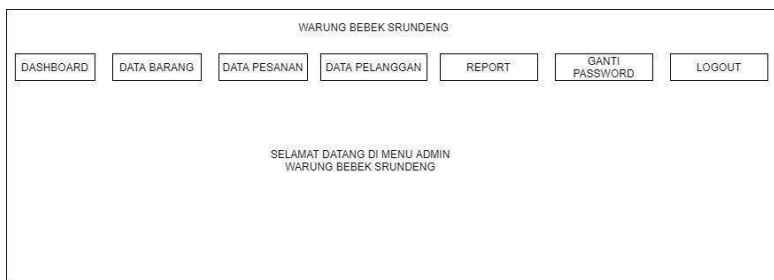 WARUNG BEBEK SRUNDENG
DASHBOARD
DATA BARANG
DATA PESANAN
DATA PELANGGAN
REPORT
GANTI
PASSWORD
LOGOUT
SELAMAT DATANG DI MENU ADMIN
WARUNG BEBEK SRUNDENG